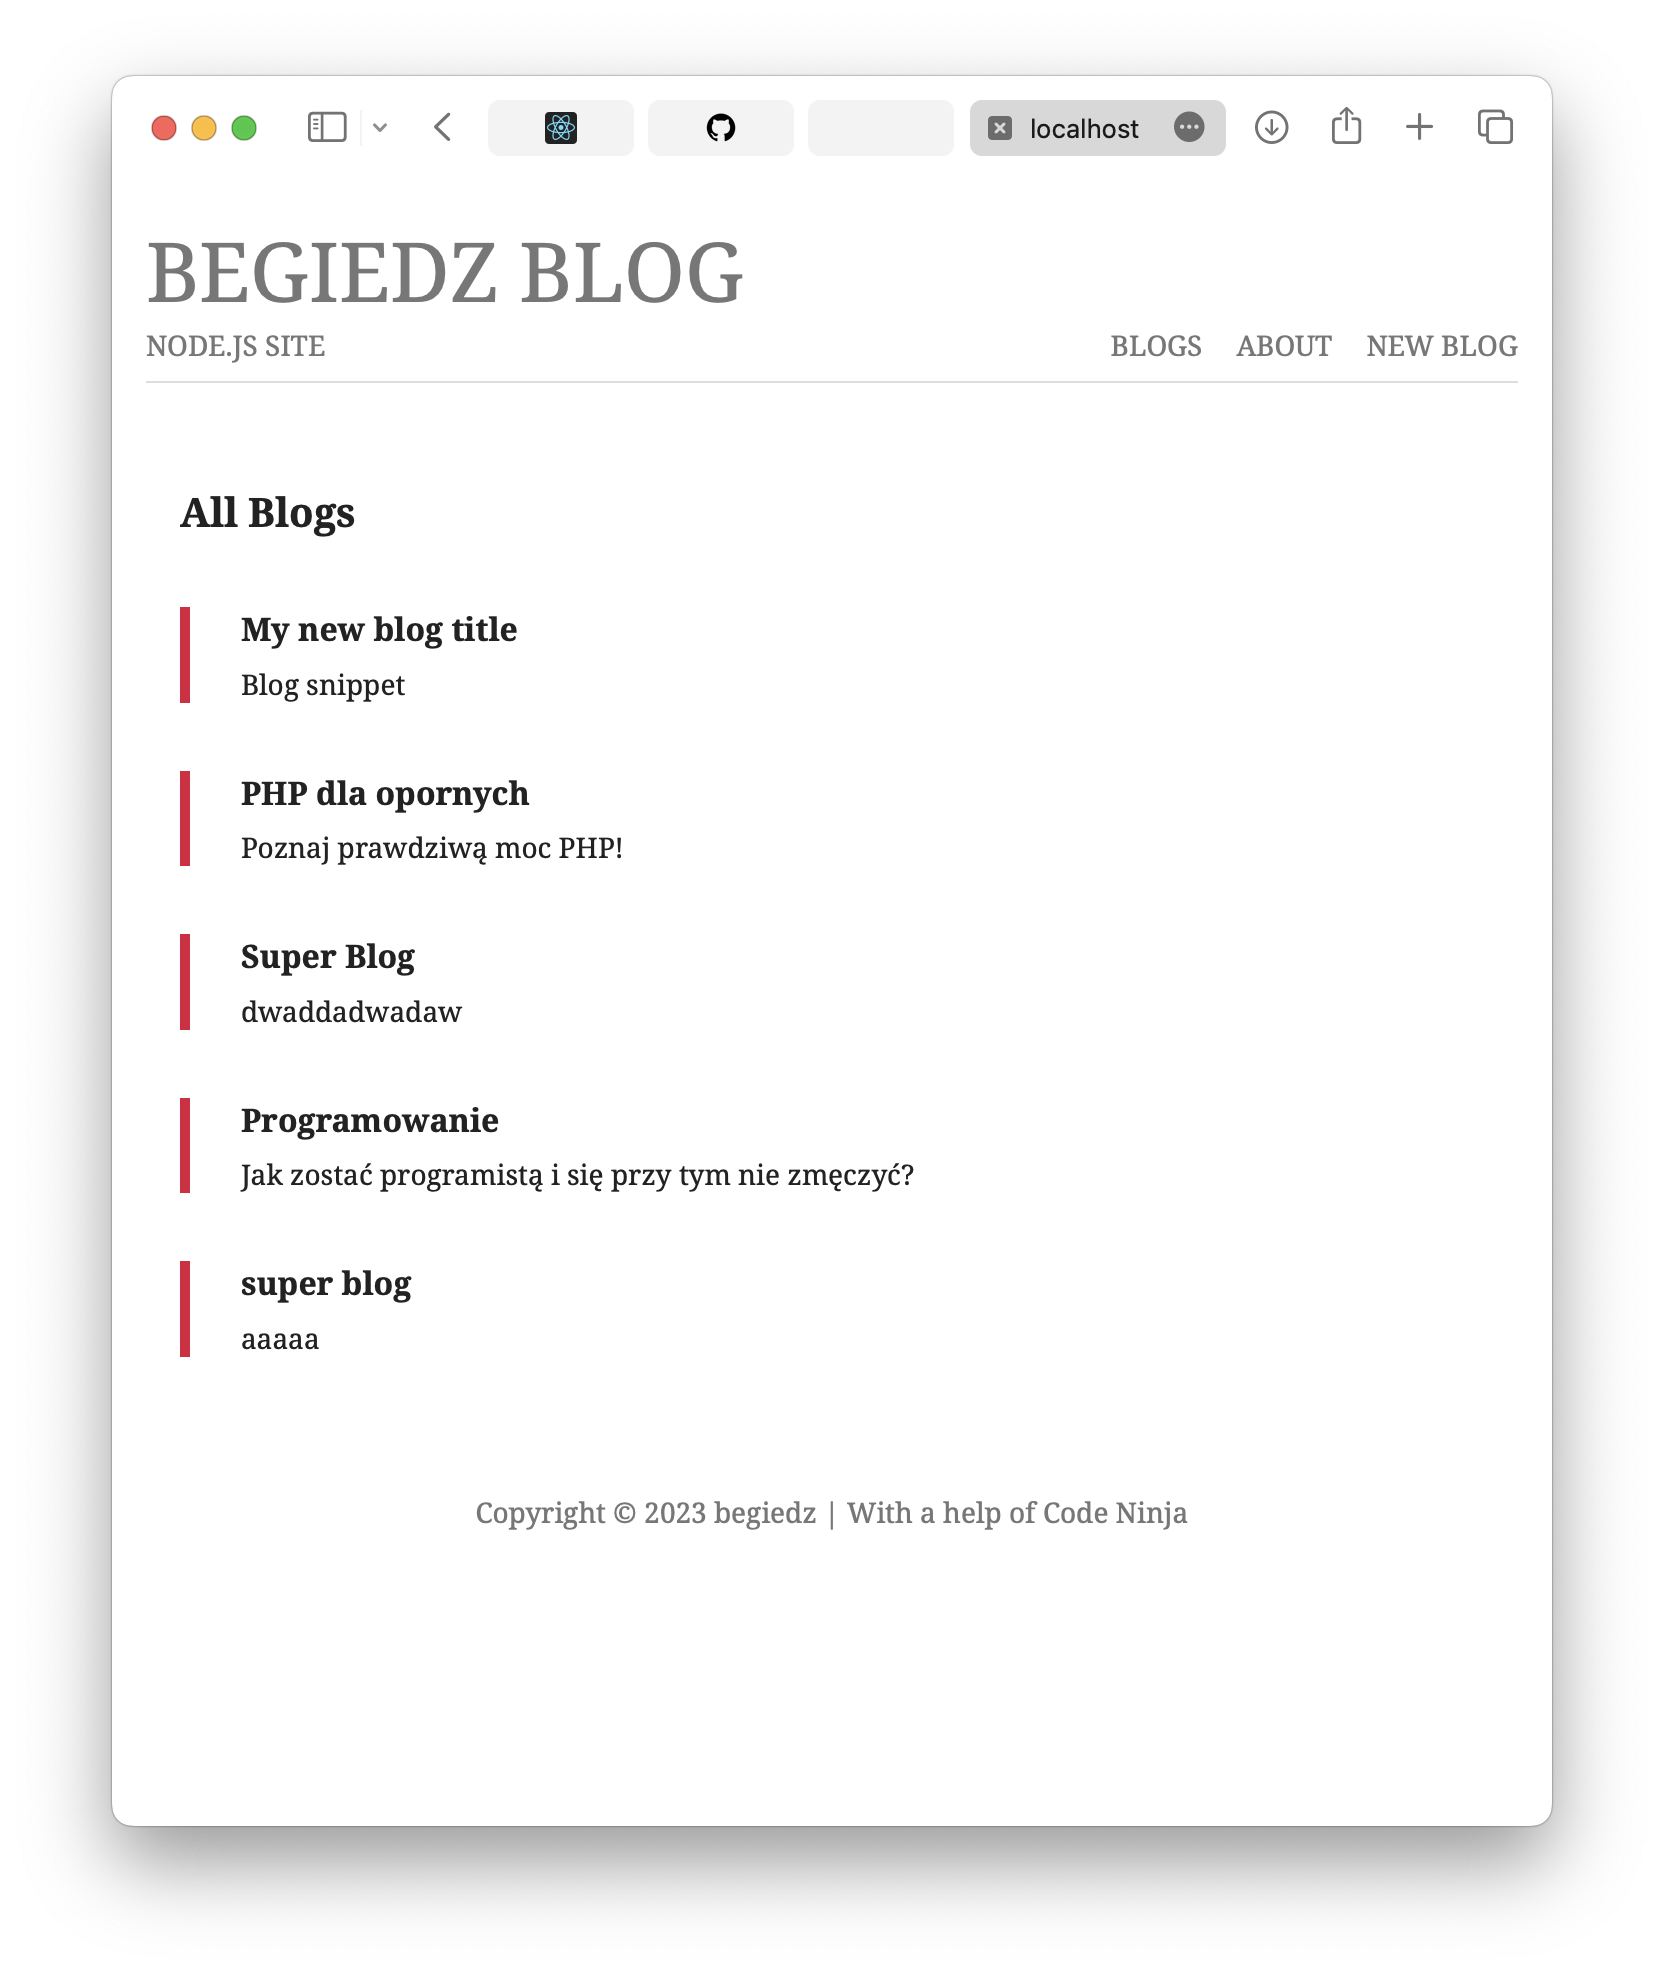 localhost
BEGIEDZ BLOG
NODE.JS SITE
BLOGS ABOUT NEW BLOG
All Blogs
My new blog title
Blog snippet
PHP dla opornych
Poznaj prawdziwą moc PHP!
Super Blog
dwaddadwadaw
Programowanie
Jak zostać programistą i się przy tym nie zmęczyć?
super blog
aaaaa
Copyright © 2023 begiedz | With a help of Code Ninja